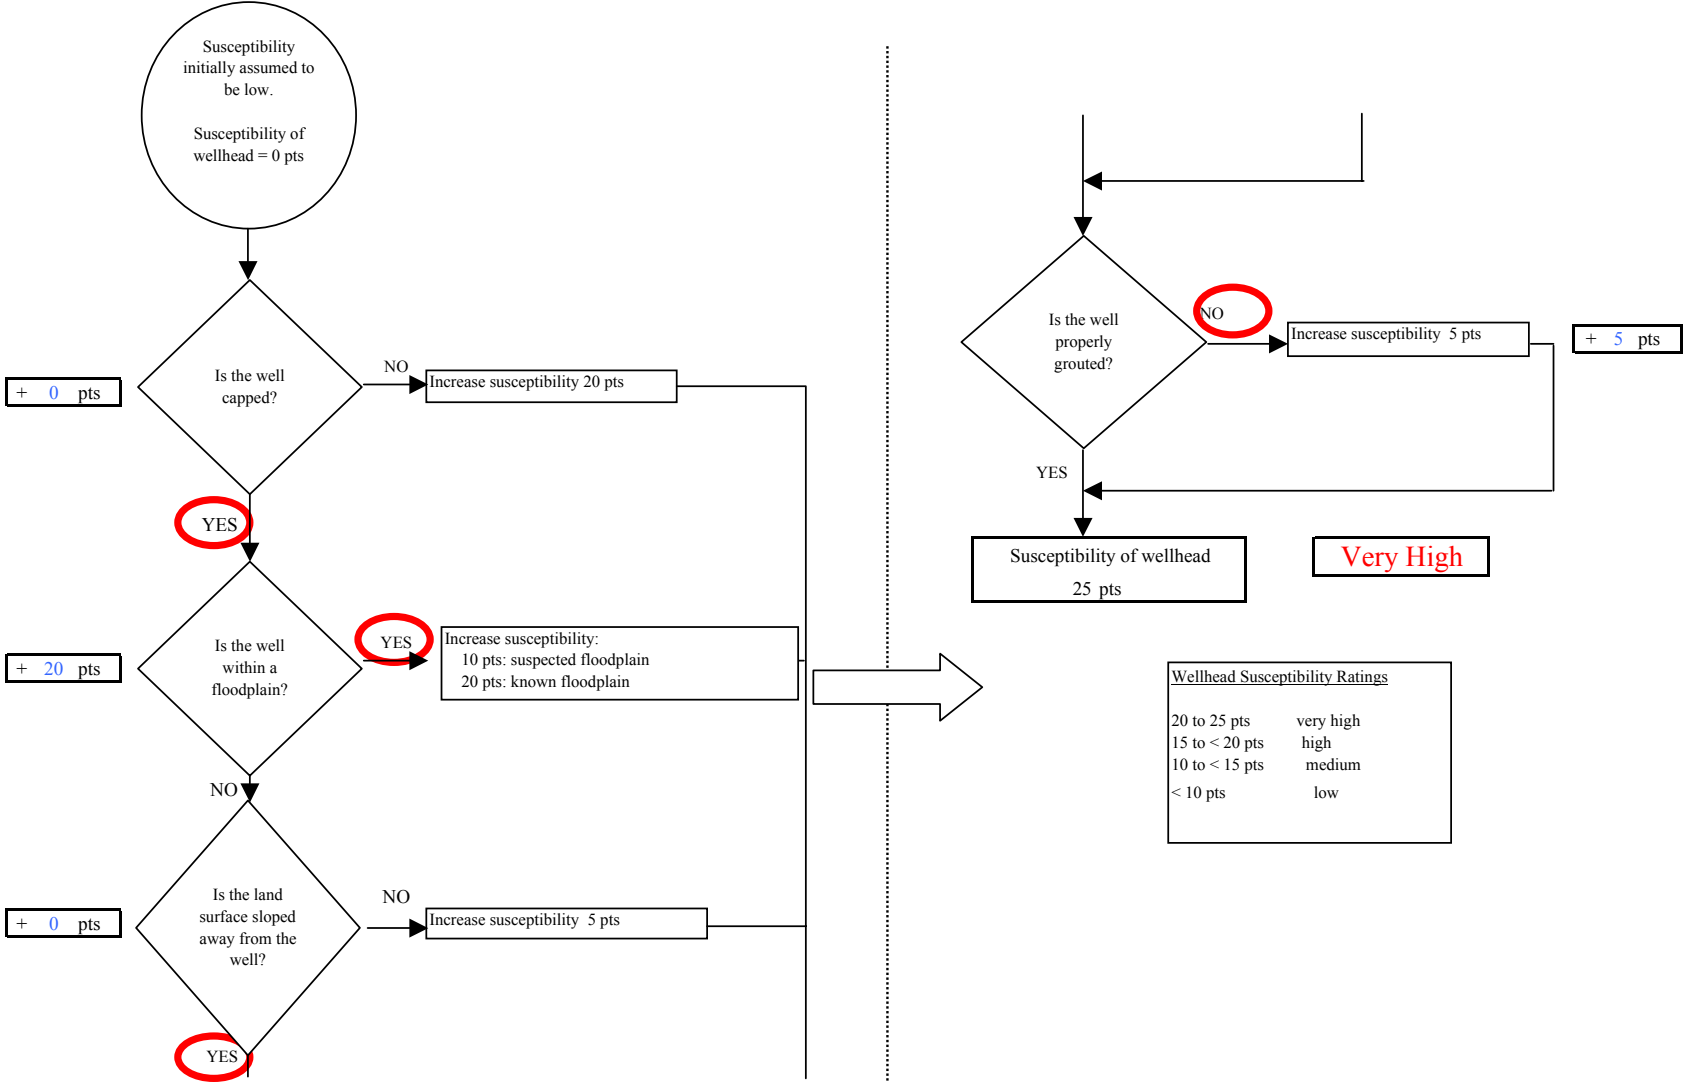 Susceptibility
initially assumed to
be low.
Susceptibility of
wellhead = 0 pts
Is the well
capped?
NO
Increase susceptibility 20 pts
+ 0 pts
YES
Is the well
within a
floodplain?
YES
Increase susceptibility:
10 pts: suspected floodplain
20 pts: known floodplain
+ 20 pts
NO
Is the land
surface sloped
away from the
well?
NO
Increase susceptibility 5 pts
+ 0 pts
YES
Is the well
properly
grouted?
NO
Increase susceptibility 5 pts
+ 5 pts
YES
Susceptibility of wellhead
25 pts
Very High
Wellhead Susceptibility Ratings
20 to 25 pts very high
15 to < 20 pts high
10 to < 15 pts medium
< 10 pts low